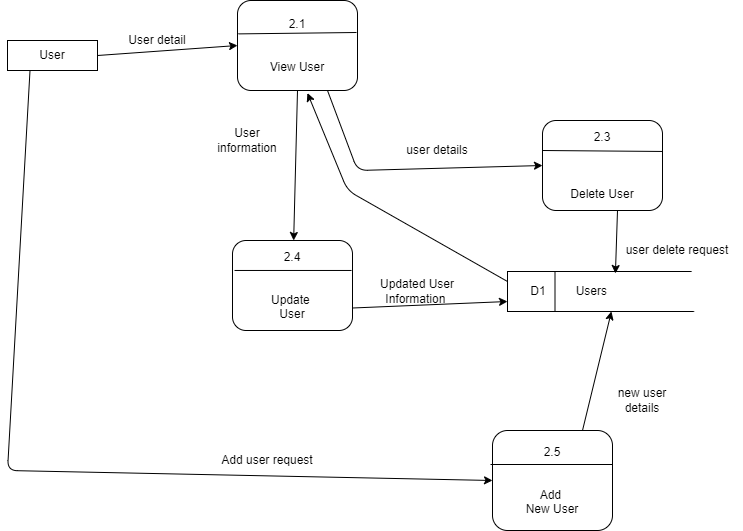 User
User detail
2.1
View User
User
information
user details
2.3
Delete User
user delete request
2.4
Update
User
Updated User
Information
D1
Users
new user
details
Add user request
2.5
Add
New User